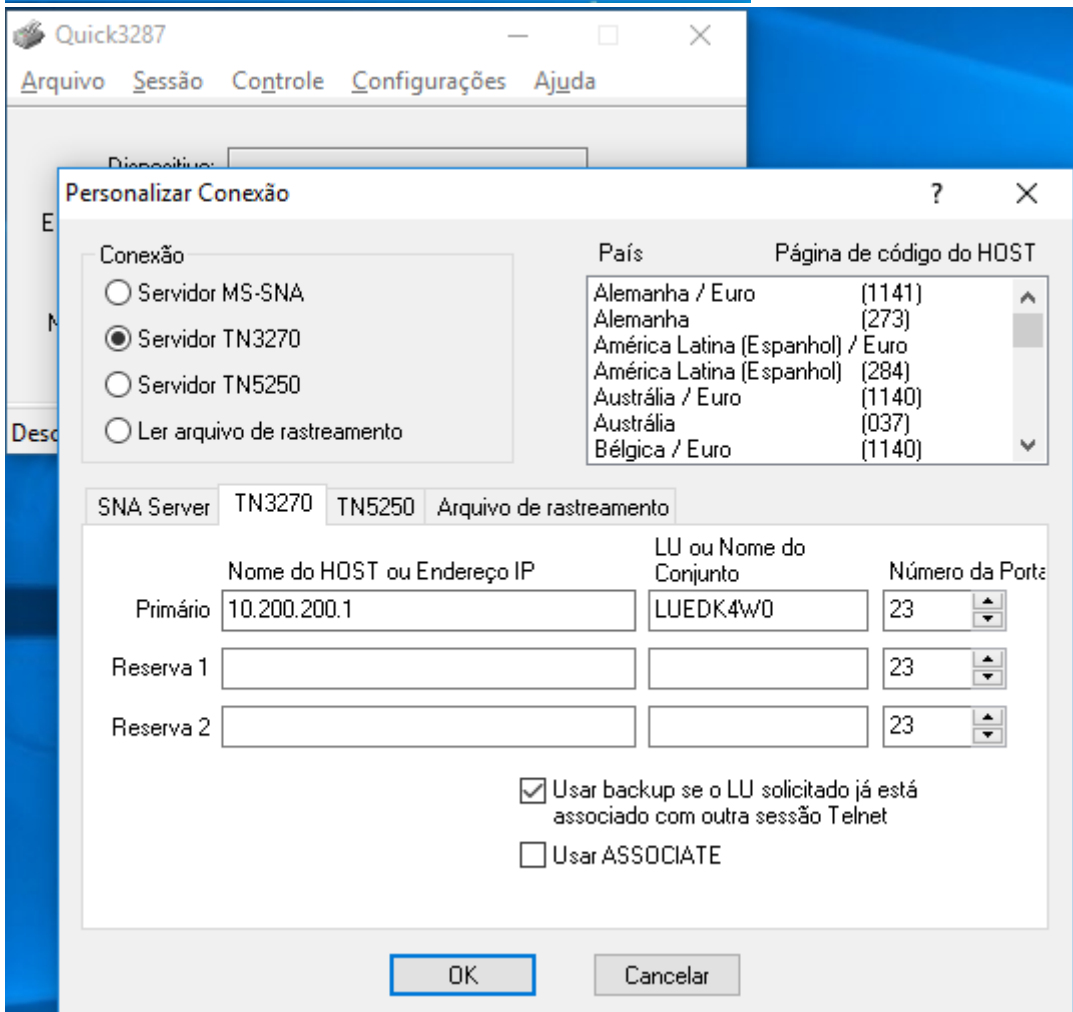 Quick3287
Arquivo Sessão Controle Configurações Ajuda
Dispositivo:
Personalizar Conexão ?
E
Conexão
País Página de código do HOST
Servidor MS-SNA
Servidor TN3270
Servidor TN5250
Ler arquivo de rastreamento
Alemanha / Euro (1141)
Alemanha (273)
América Latina (Espanhol) / Euro
América Latina (Espanhol) (284)
Austrália / Euro (1140)
Austrália (037)
Bélgica / Euro (1140)
Desc
SNA Server TN3270 TN5250 Arquivo de rastreamento
Nome do HOST ou Endereço IP
LU ou Nome do
Conjunto
Número da Porta
Primário 10.200.200.1 LUEDK4W0 23
Reserva 1 23
Reserva 2 23
Usar backup se o LU solicitado já está
associado com outra sessão Telnet
Usar ASSOCIATE
OK Cancelar